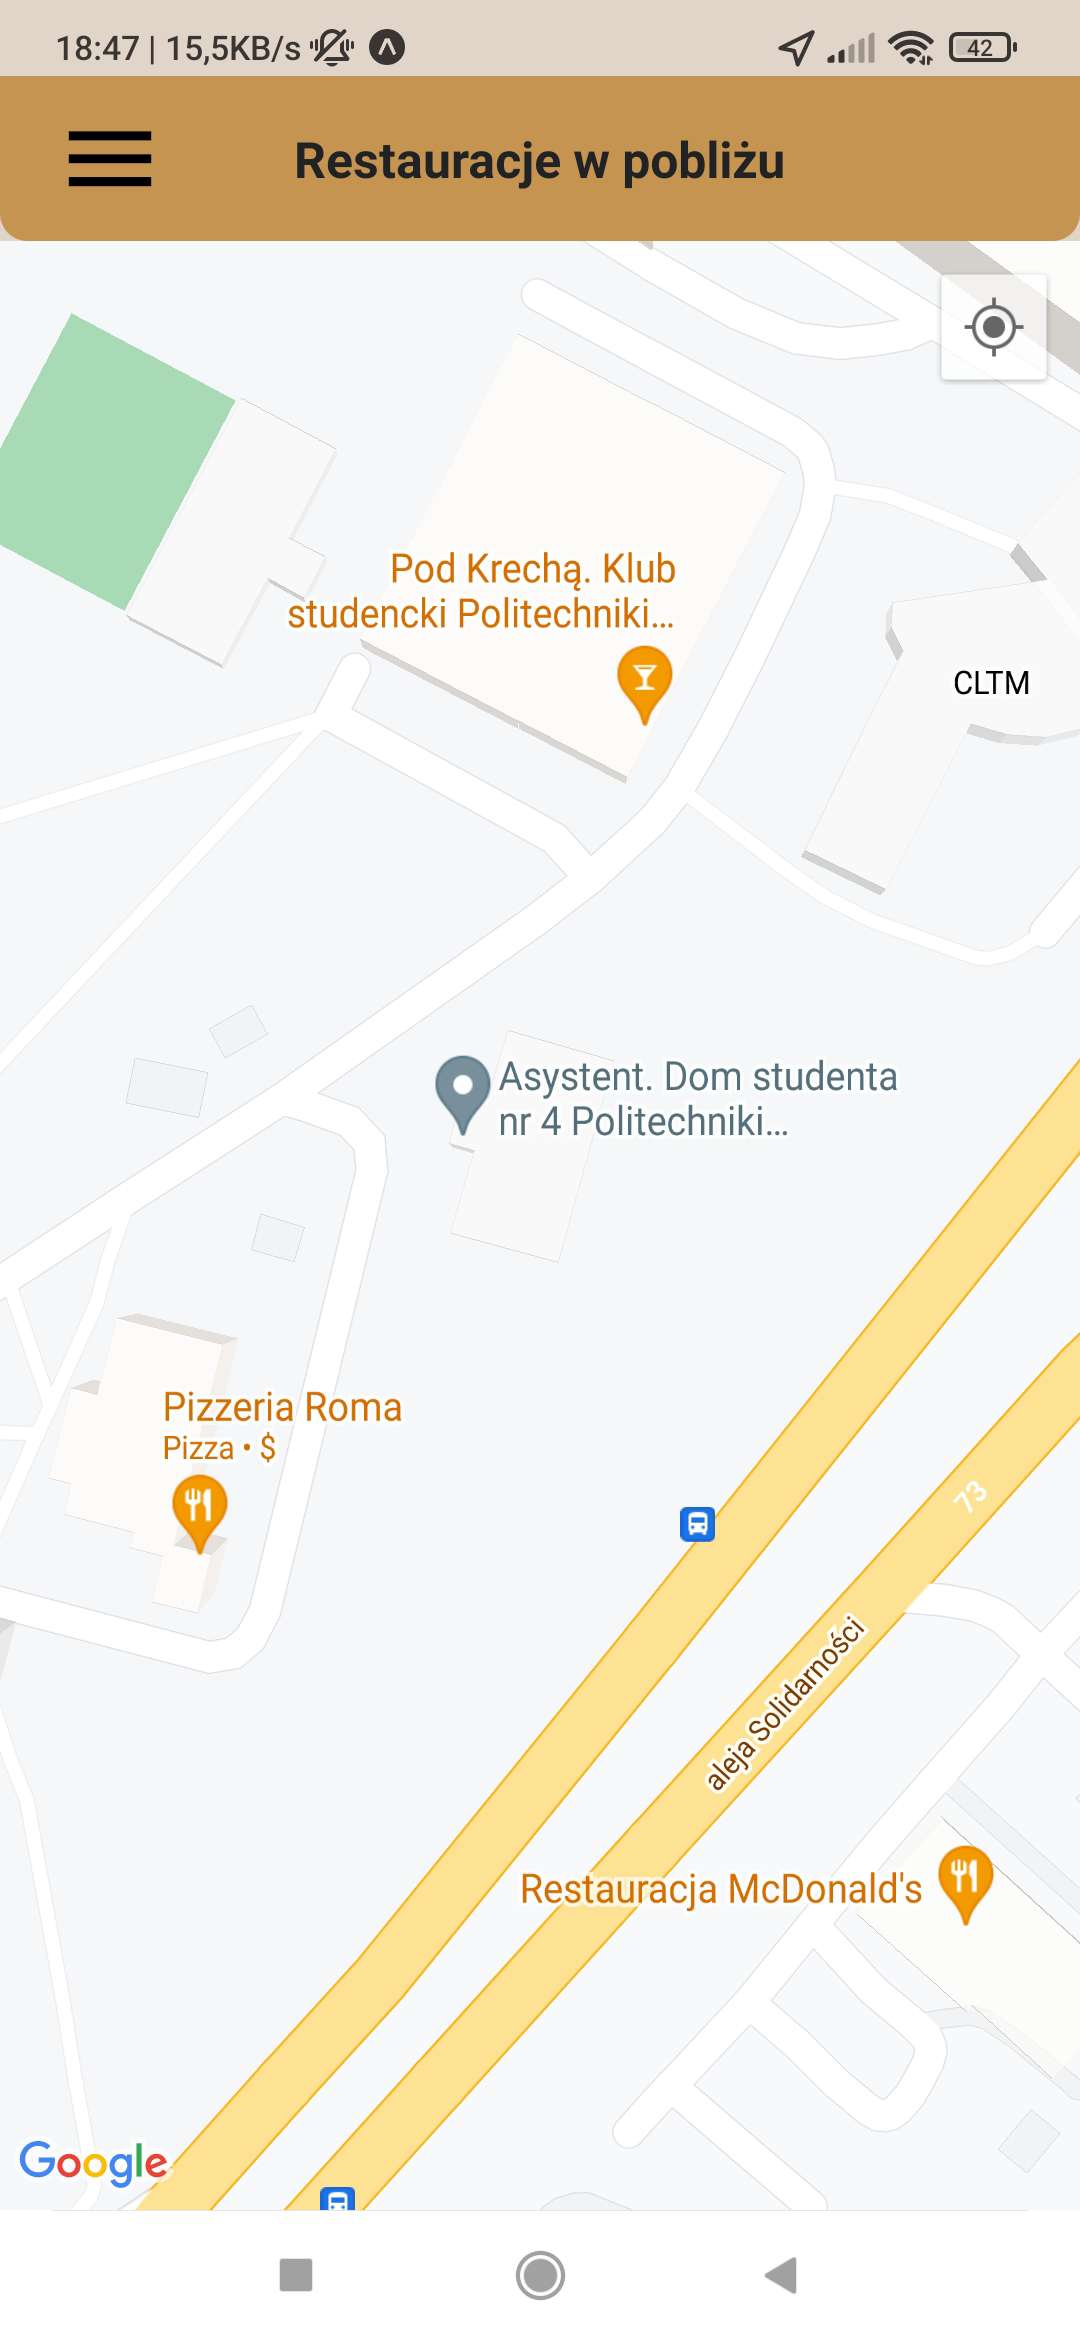 18:47 | 15,5KB/s
42
Restauracje w pobliżu
Pod Krechą. Klub
studencki Politechniki...
CLTM
Asystent. Dom studenta
nr 4 Politechniki...
Pizzeria Roma
Pizza • $
73
aleja Solidarności
Restauracja McDonald's
Google